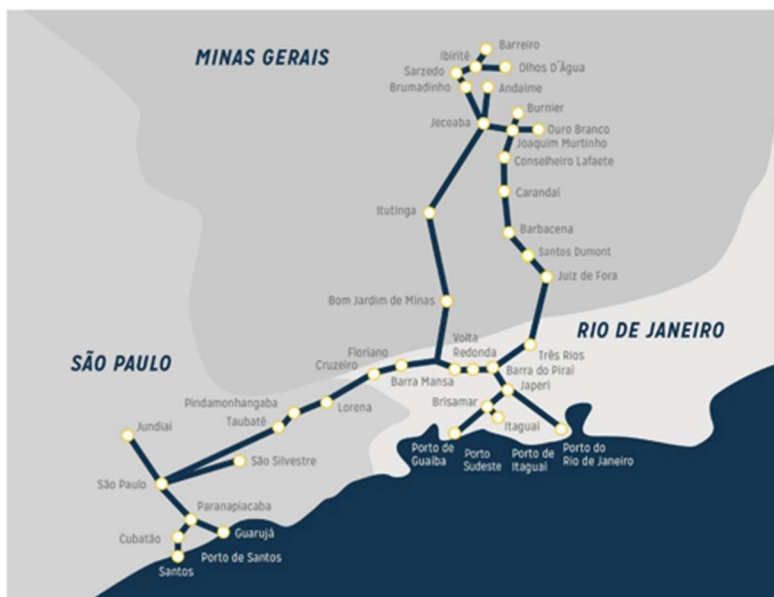 MINAS GERAIS
Barreiro
Ibiritê
Olhos D´Água
Sarzedo
Brumadinho
Andaime
Burnier
Jeceaba
Ouro Branco
Joaquim Murtinho
Conselheiro Lafaete
Carandaí
Itutinga
Barbacena
Santos Dumont
Juiz de Fora
Bom Jardim de Minas
RIO DE JANEIRO
Volta
Redonda
Três Rios
SÃO PAULO
Floriano
Cruzeiro
Barra Mansa
Barra do Piraí
Japeri
Pindamonhangaba
Lorena
Brisamar
Taubatê
Itaguaí
Jundiaí
Porto de
Guaíba
Porto
Sudeste
Porto de
Itaguaí
Porto do
Rio de Janeiro
São Silvestre
São Paulo
Paranapiacaba
Guarujá
Cubatão
Porto de Santos
Santos